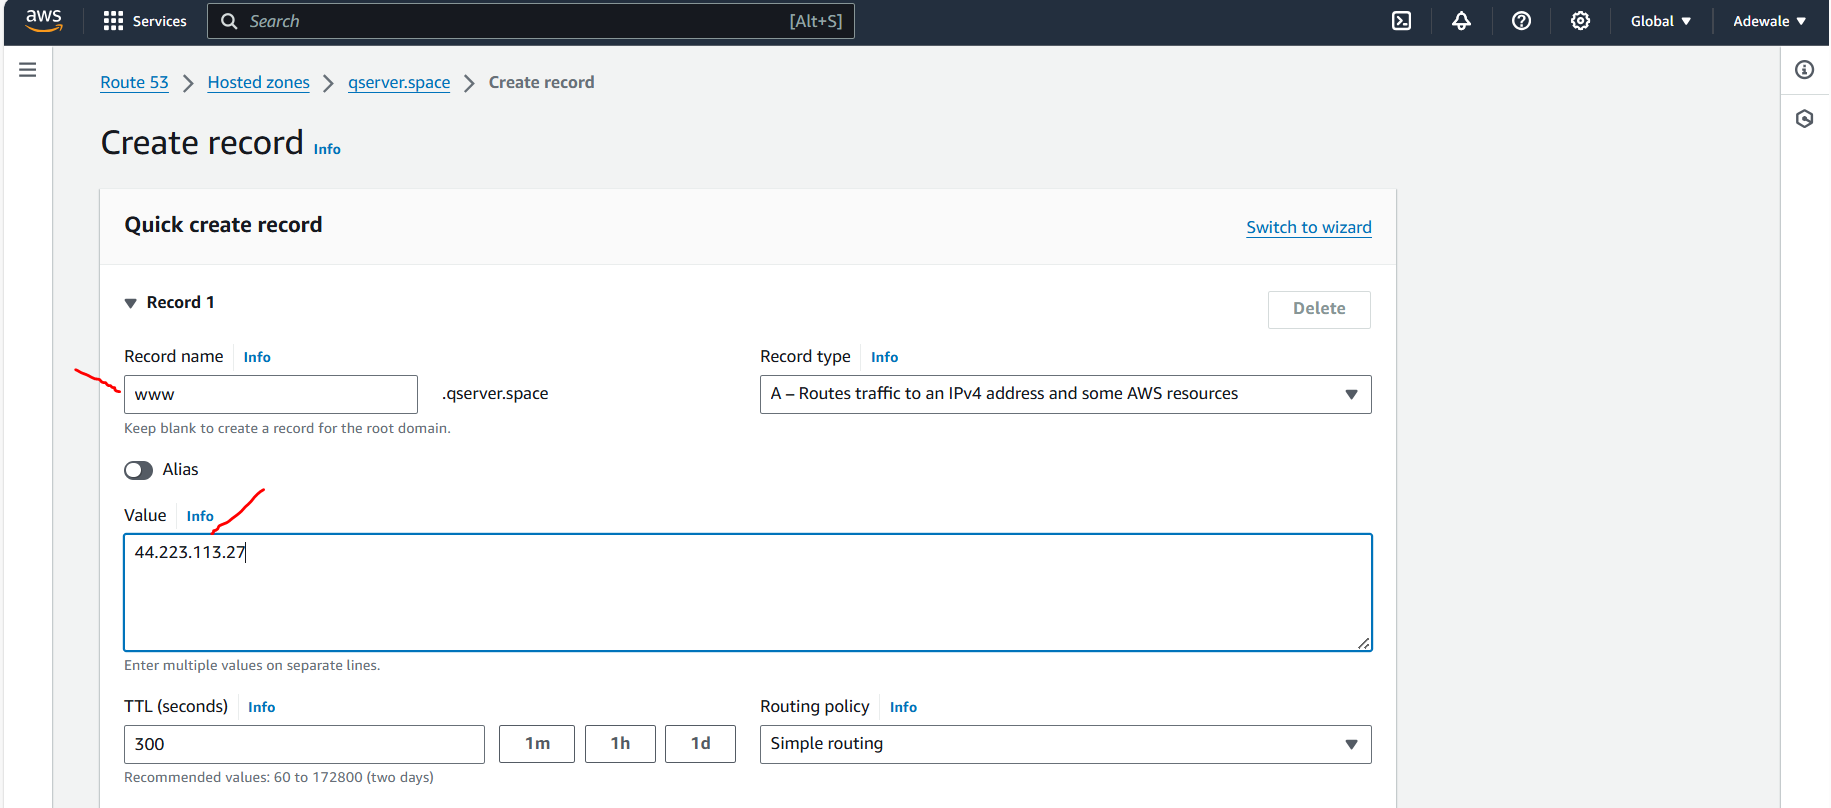 aws Services Search [Alt+S] Global Adewale
Route 53 Hosted zones qserver.space Create record
Create record Info
Quick create record Switch to wizard
Record 1 Delete
Record name Info Record type Info
www .qserver.space A – Routes traffic to an IPv4 address and some AWS resources
Keep blank to create a record for the root domain.
Alias
Value Info
44.223.113.27
Enter multiple values on separate lines.
TTL (seconds) Info Routing policy Info
300 1m 1h 1d Simple routing
Recommended values: 60 to 172800 (two days)